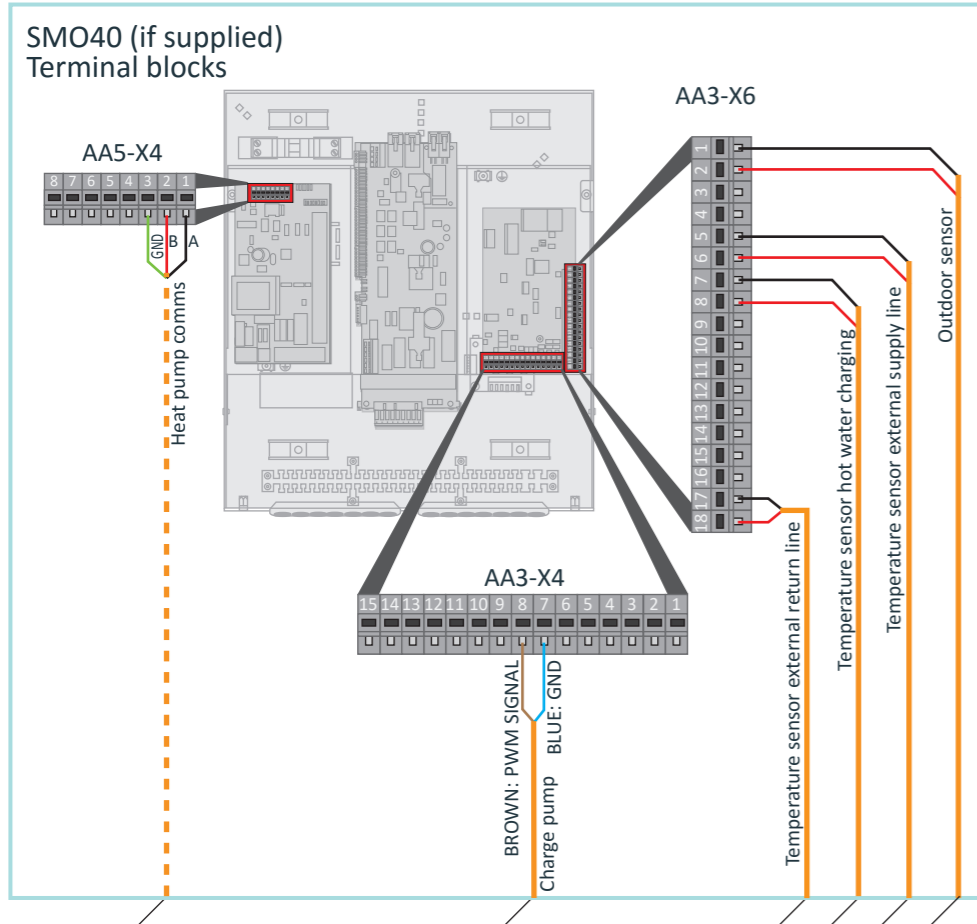 SMO40 (if supplied)
Terminal blocks
AA5-X4
8 7 6 5 4 3 2 1
GND
B
A
Heat pump comms
AA3-X6
1
2
3
4
5
6
7
8
9
10
11
12
13
14
15
16
17
18
Outdoor sensor
Temperature sensor external supply line
Temperature sensor hot water charging
Temperature sensor external return line
AA3-X4
15 14 13 12 11 10 9 8 7 6 5 4 3 2 1
BROWN: PWM SIGNAL
BLUE: GND
Charge pump